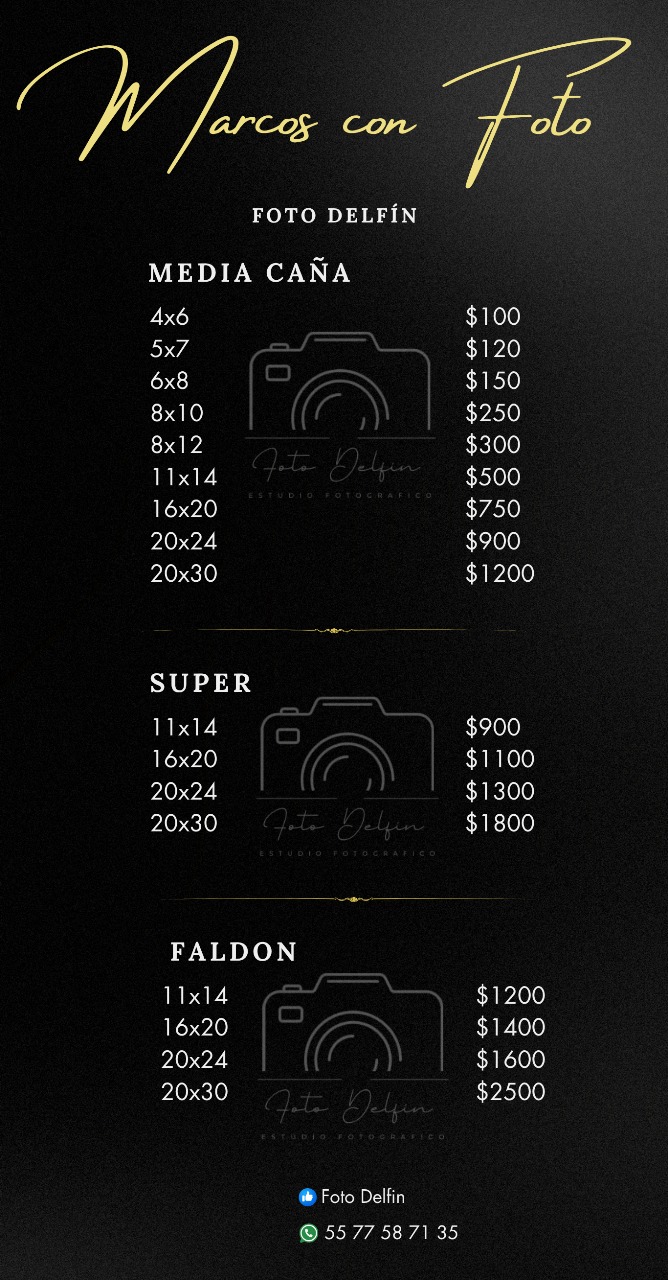 Marcos con Foto
FOTO DELFÍN
MEDIA CAÑA
4x6 $100
5x7 $120
6x8 $150
8x10 $250
8x12 $300
11x14 $500
16x20 $750
20x24 $900
20x30 $1200
Foto Delfin
ESTUDIO FOTOGRAFICO
SUPER
11x14 $900
16x20 $1100
20x24 $1300
20x30 $1800
Foto Delfin
ESTUDIO FOTOGRAFICO
FALDON
11x14 $1200
16x20 $1400
20x24 $1600
20x30 $2500
Foto Delfin
ESTUDIO FOTOGRAFICO
Foto Delfin
55 77 58 71 35